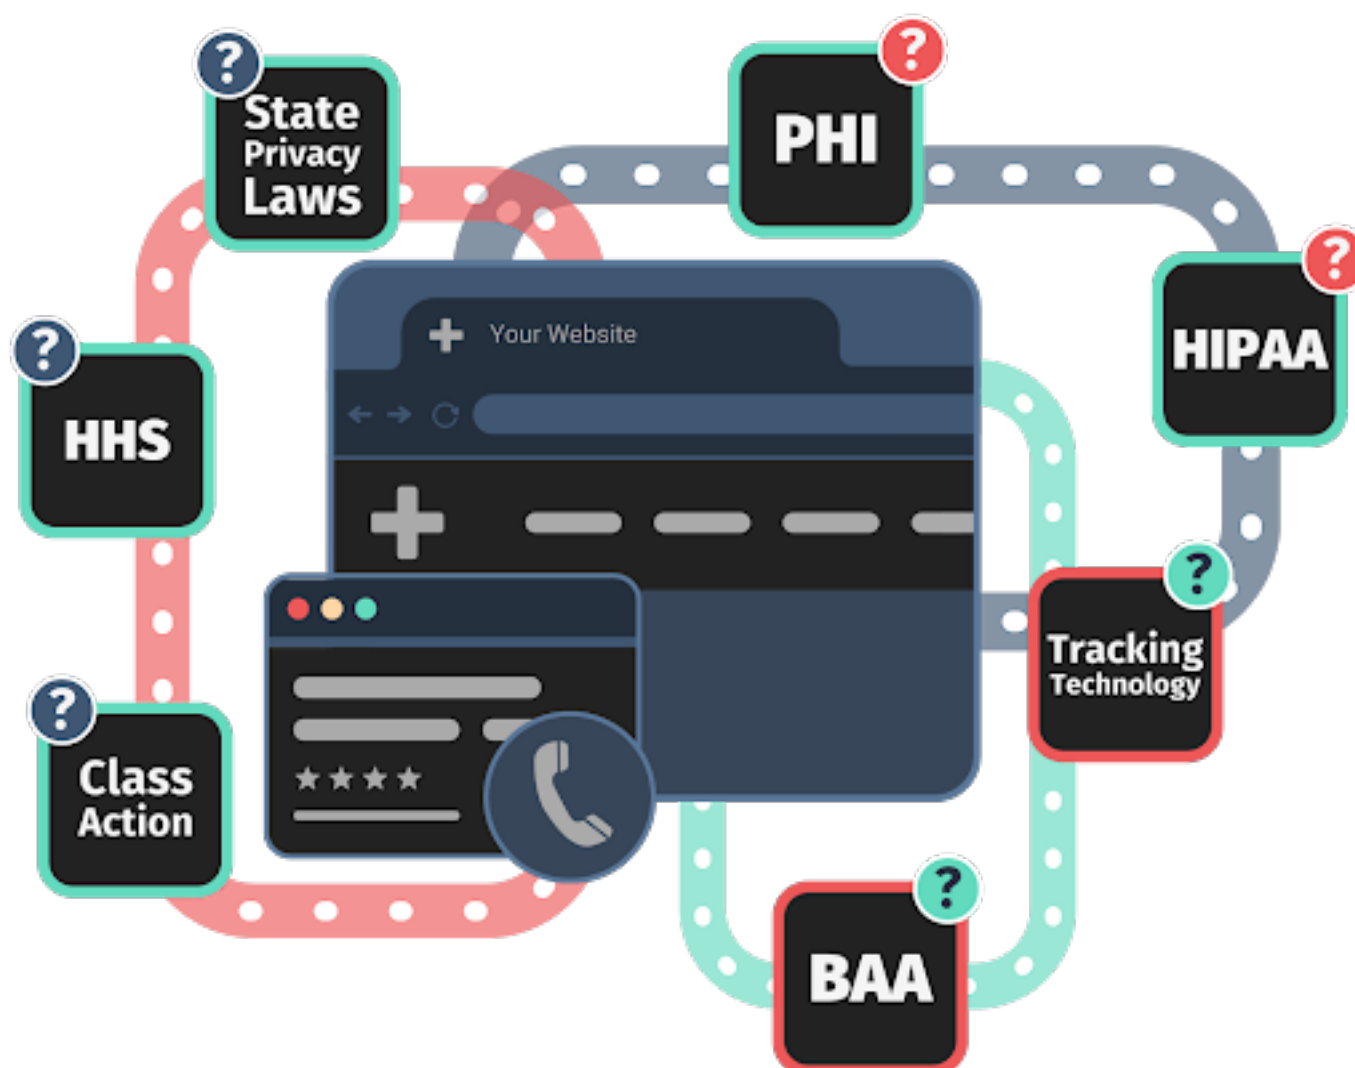 ?
State
Privacy
Laws
?
PHI
?
HIPAA
?
HHS
Your Website
?
Tracking
Technology
?
Class
Action
?
BAA